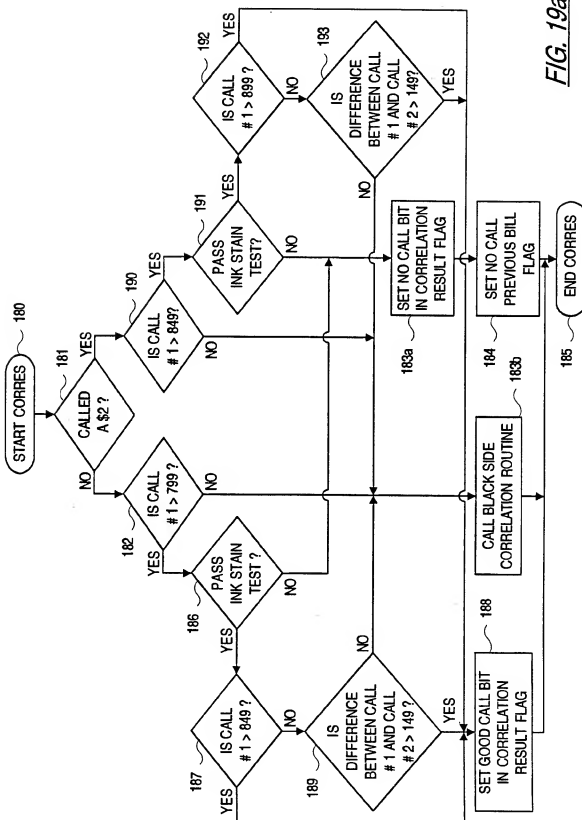 START CORRES
180
181
CALLED
A $2 ?
NO
YES
182
IS CALL
# 1 > 799 ?
YES
NO
190
IS CALL
# 1 > 849?
YES
NO
186
PASS
INK STAIN
TEST ?
YES
NO
191
PASS
INK STAIN
TEST?
YES
NO
187
IS CALL
# 1 > 849 ?
YES
NO
192
IS CALL
# 1 > 899 ?
YES
NO
189
IS
DIFFERENCE
BETWEEN CALL
# 1 AND CALL
# 2 > 149 ?
NO
YES
193
IS
DIFFERENCE
BETWEEN CALL
# 1 AND CALL
# 2 > 149?
NO
YES
188
SET GOOD CALL BIT
IN CORRELATION
RESULT FLAG
183b
CALL BLACK SIDE
CORRELATION ROUTINE
183a
SET NO CALL BIT
IN CORRELATION
RESULT FLAG
184
SET NO CALL
PREVIOUS BILL
FLAG
185
END CORRES
FIG. 19a